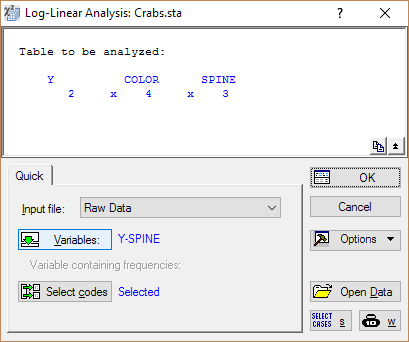 Log-Linear Analysis: Crabs.sta
Table to be analyzed:
Y COLOR SPINE
2 x 4 x 3
Quick
Input file: Raw Data
Variables: Y-SPINE
Variable containing frequencies:
Select codes Selected
OK
Cancel
Options
Open Data
SELECT CASES S
W